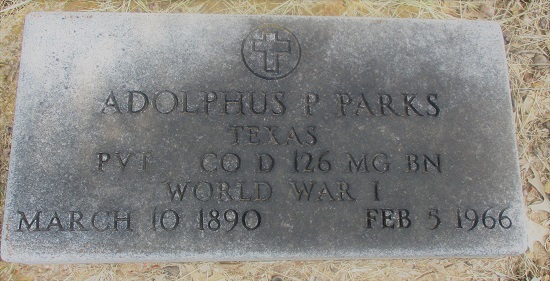 ADOLPHUS P PARKS
TEXAS
PVT CO D 126 MG BN
WORLD WAR I
MARCH 10 1890 FEB 5 1966